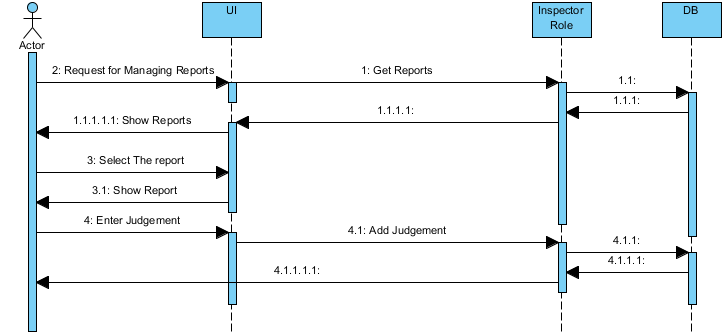 UI
Inspector
Role
DB
Actor
2: Request for Managing Reports
1: Get Reports
1.1:
1.1.1:
1.1.1.1:
1.1.1.1.1: Show Reports
3: Select The report
3.1: Show Report
4: Enter Judgement
4.1: Add Judgement
4.1.1:
4.1.1.1:
4.1.1.1.1: